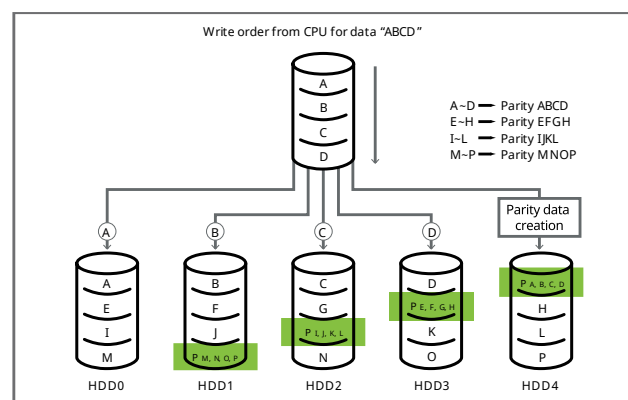 Write order from CPU for data “ABCD”
A
B
C
D
A~D Parity ABCD
E~H Parity EFGH
I~L Parity IJKL
M~P Parity MNOP
A
B
C
D
Parity data
creation
A
E
I
M
B
F
J
P M, N, O, P
C
G
P I, J, K, L
N
D
P E, F, G, H
K
O
P A, B, C, D
H
L
P
HDD0 HDD1 HDD2 HDD3 HDD4